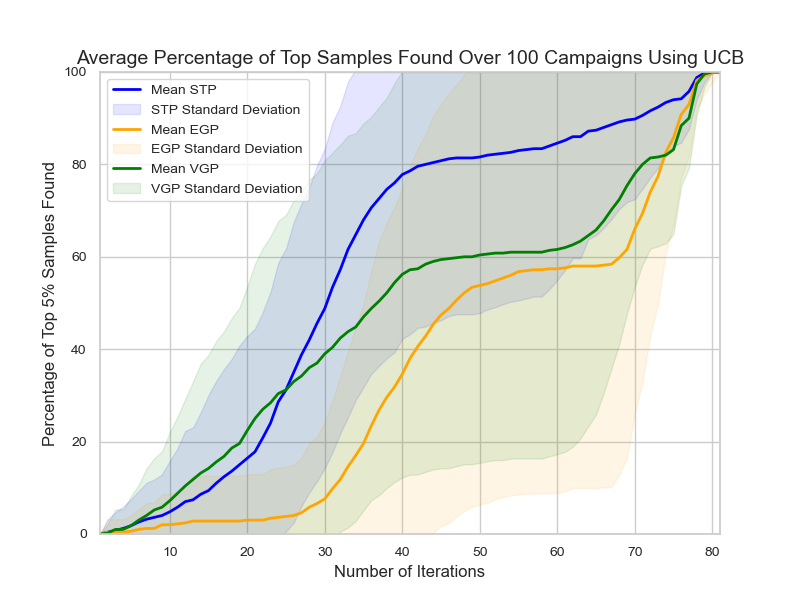 Average Percentage of Top Samples Found Over 100 Campaigns Using UCB
100
80
60
40
20
0
Percentage of Top 5% Samples Found
Mean STP
STP Standard Deviation
Mean EGP
EGP Standard Deviation
Mean VGP
VGP Standard Deviation
10 20 30 40 50 60 70 80
Number of Iterations